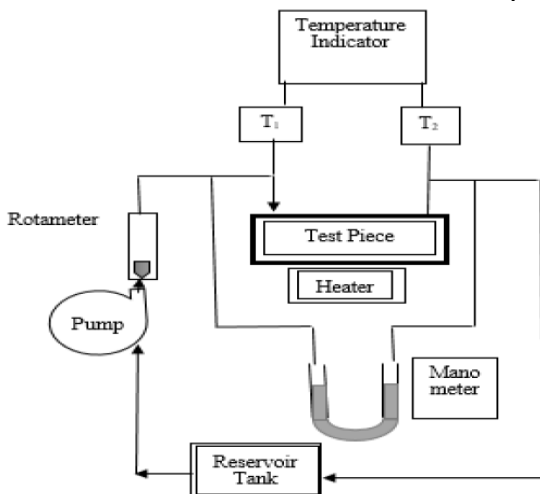 Temperature
Indicator
T₁
T₂
Rotameter
Test Piece
Heater
Pump
Mano
meter
Reservoir
Tank